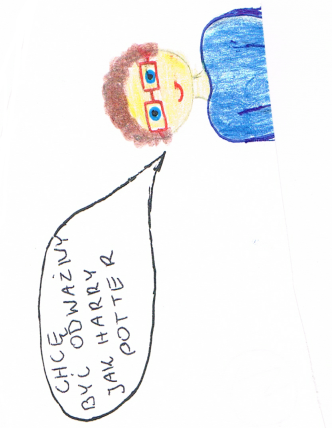 CHCĘ
BYĆ ODWAŻNY
JAK HARRY
POTTER